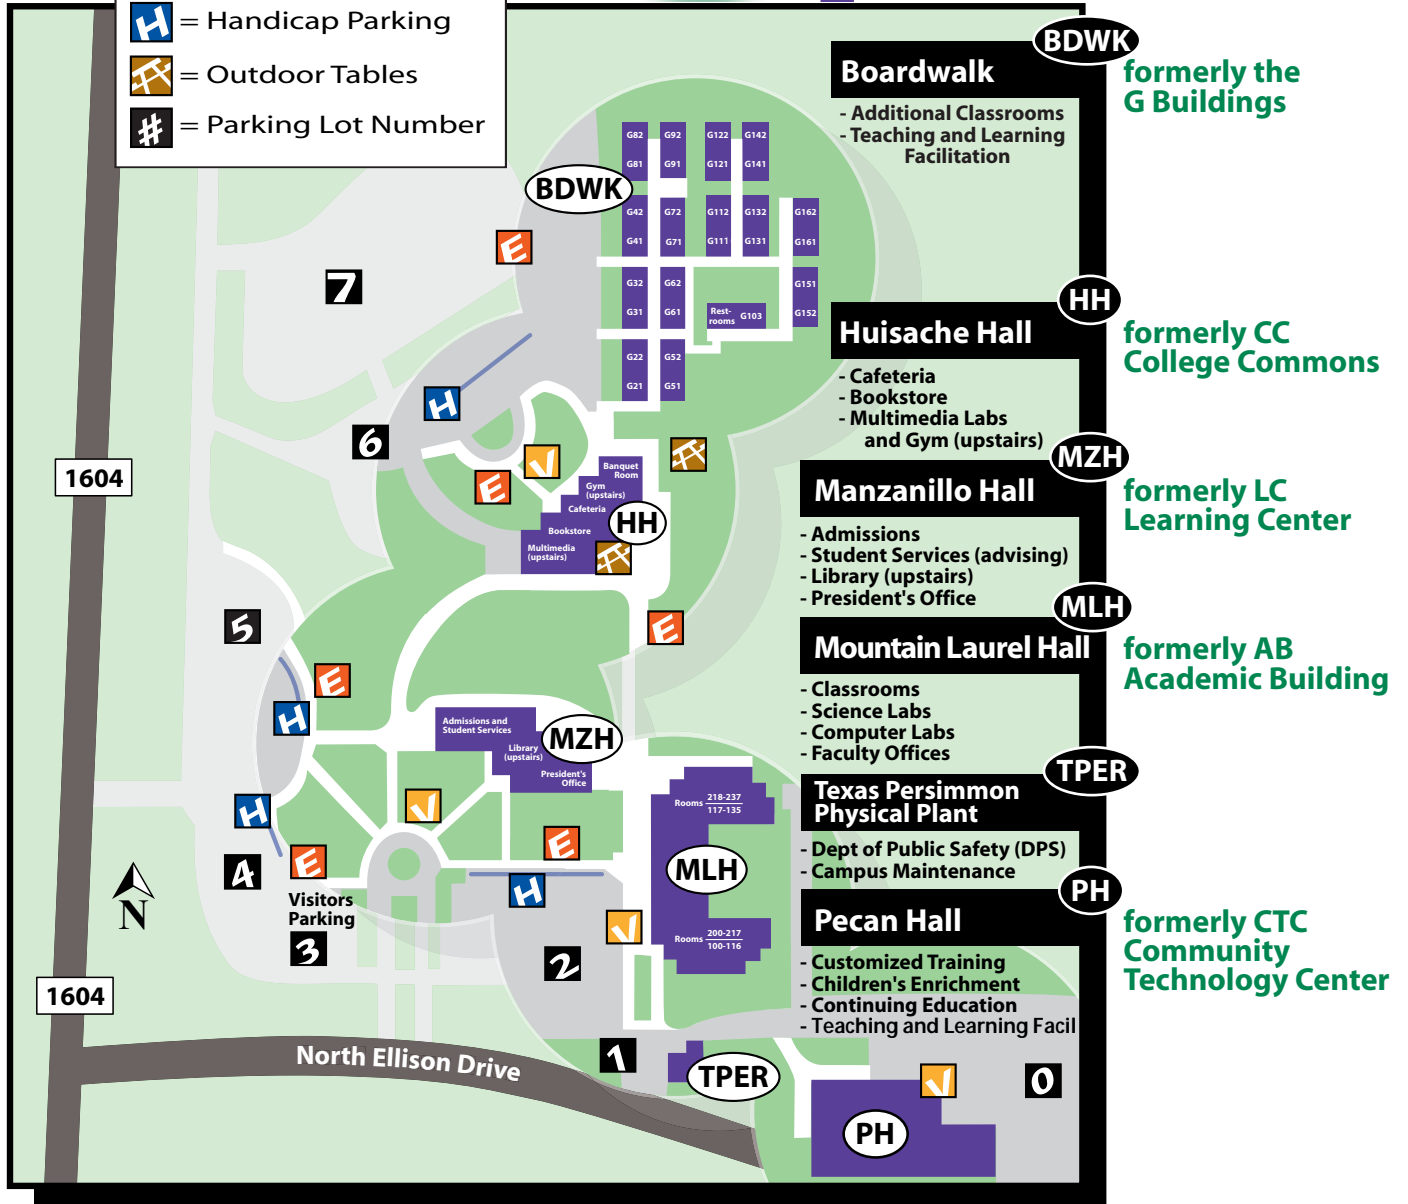 H = Handicap Parking
= Outdoor Tables
# = Parking Lot Number
BDWK
Boardwalk
- Additional Classrooms
- Teaching and Learning
Facilitation
formerly the
G Buildings
HH
Huisache Hall
- Cafeteria
- Bookstore
- Multimedia Labs
and Gym (upstairs)
formerly CC
College Commons
MZH
Manzanillo Hall
- Admissions
- Student Services (advising)
- Library (upstairs)
- President's Office
formerly LC
Learning Center
MLH
Mountain Laurel Hall
- Classrooms
- Science Labs
- Computer Labs
- Faculty Offices
formerly AB
Academic Building
TPER
Texas Persimmon
Physical Plant
- Dept of Public Safety (DPS)
- Campus Maintenance
PH
Pecan Hall
- Customized Training
- Children's Enrichment
- Continuing Education
- Teaching and Learning Facil
formerly CTC
Community
Technology Center
BDWK
G82 G92 G122 G142
G81 G91 G121 G141
G42 G72 G112 G132 G162
G41 G71 G111 G131 G161
G32 G62 G151
G31 G61 G152
Rest-
rooms G103
G22 G52
G21 G51
E
7
H
6
V
E
1604
Banquet
Room
Gym
(upstairs)
Cafeteria
HH
Bookstore
Multimedia
(upstairs)
5
E
E
H
Admissions and
Student Services
MZH
Library
(upstairs)
President's
Office
H
V
E
Rooms 218-237
117-135
MLH
4
E
H
N
Visitors
Parking
3
V
2
Rooms 200-217
100-116
1604
North Ellison Drive
1
TPER
V
0
PH